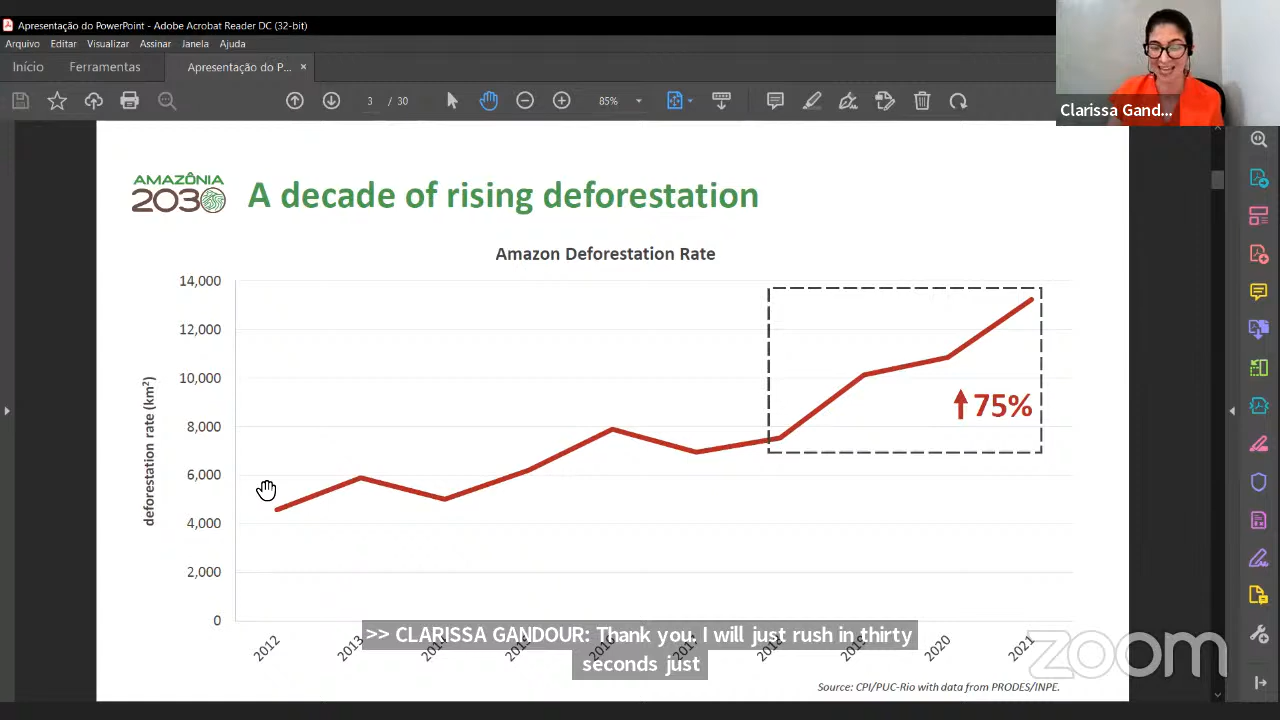 Apresentação do PowerPoint - Adobe Acrobat Reader DC (32-bit)
Arquivo Editar Visualizar Assinar Janela Ajuda
Início Ferramentas Apresentação do P... ×
3 / 30 85%
Clarissa Gand...
AMAZÔNIA
2030
A decade of rising deforestation
Amazon Deforestation Rate
14,000
12,000
10,000
8,000
6,000
4,000
2,000
0
deforestation rate (km²)
75%
2012 2013 2018 2019 2020 2021
>> CLARISSA GANDOUR: Thank you. I will just rush in thirty
seconds just
zoom
Source: CPI/PUC-Rio with data from PRODES/INPE.